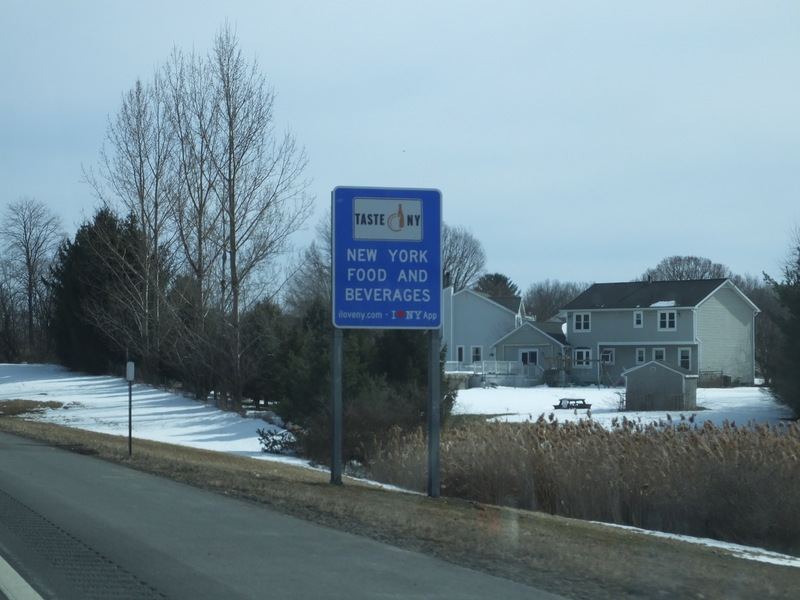 TASTE NY
NEW YORK
FOOD AND
BEVERAGES
iloveny.com - I ❤ NY App